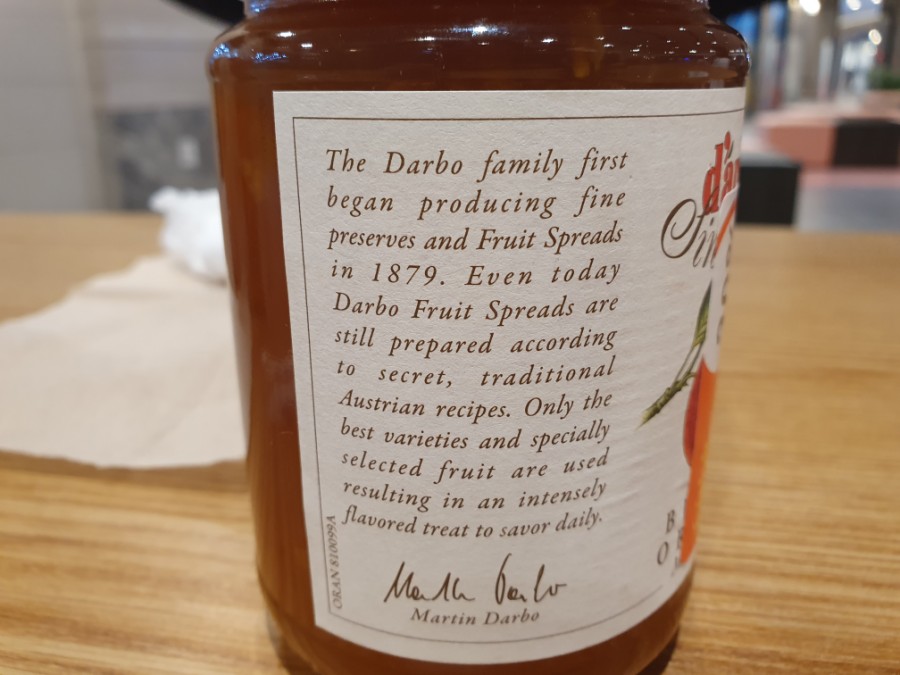 The Darbo family first
began producing fine
preserves and Fruit Spreads
in 1879. Even today
Darbo Fruit Spreads are
still prepared according
to secret, traditional
Austrian recipes. Only the
best varieties and specially
selected fruit are used
resulting in an intensely
flavored treat to savor daily.
Martin Darbo
ORAN810099A